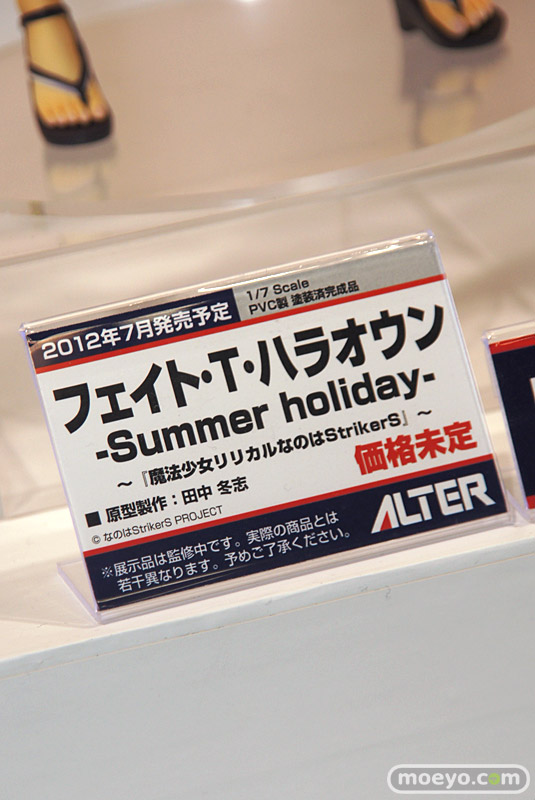 2012年7月発売予定
1/7 Scale
PVC製 塗装済完成品
フェイト・T・ハラオウン
-Summer holiday-
～『魔法少女リリカルなのはStrikerS』～
価格未定
■ 原型製作：田中 冬志
© なのはStrikerS PROJECT
ALTER
※展示品は監修中です。実際の商品とは
若干異なります。予めご了承ください。
moeyo.com